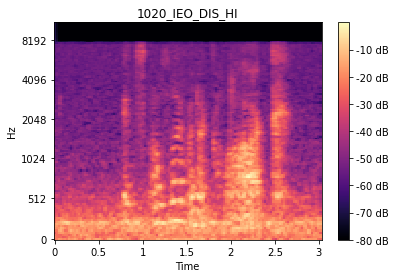 1020_IEO_DIS_HI
Hz
8192
4096
2048
1024
512
0
0
0.5
1
1.5
2
2.5
3
Time
-10 dB
-20 dB
-30 dB
-40 dB
-50 dB
-60 dB
-70 dB
-80 dB